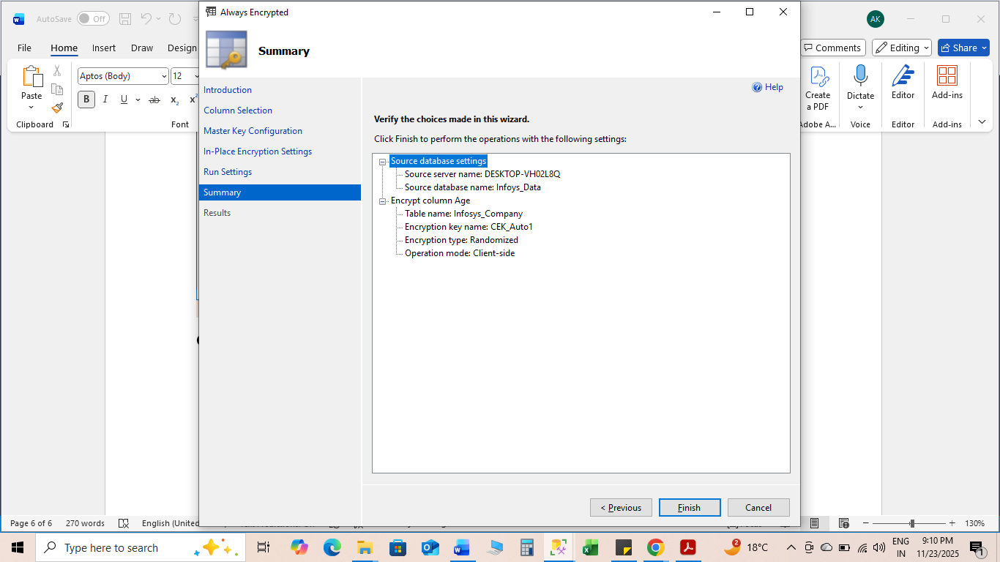 Always Encrypted
AutoSave Off
AK
File Home Insert Draw Design
Comments Editing Share
Summary
Paste
Clipboard
Aptos (Body) 12
B I U ab x2 x2
Font
Create
a PDF
Adobe A...
Dictate
Voice
Editor
Editor
Add-ins
Add-ins
Introduction
Column Selection
Master Key Configuration
In-Place Encryption Settings
Run Settings
Summary
Results
Help
Verify the choices made in this wizard.
Click Finish to perform the operations with the following settings:
Source database settings
Source server name: DESKTOP-VH02L8Q
Source database name: Infoys_Data
Encrypt column Age
Table name: Infosys_Company
Encryption key name: CEK_Auto1
Encryption type: Randomized
Operation mode: Client-side
< Previous
Finish
Cancel
Page 6 of 6 270 words English (United
130%
Type here to search
2
18°C
ENG
IN
9:10 PM
11/23/2025
1